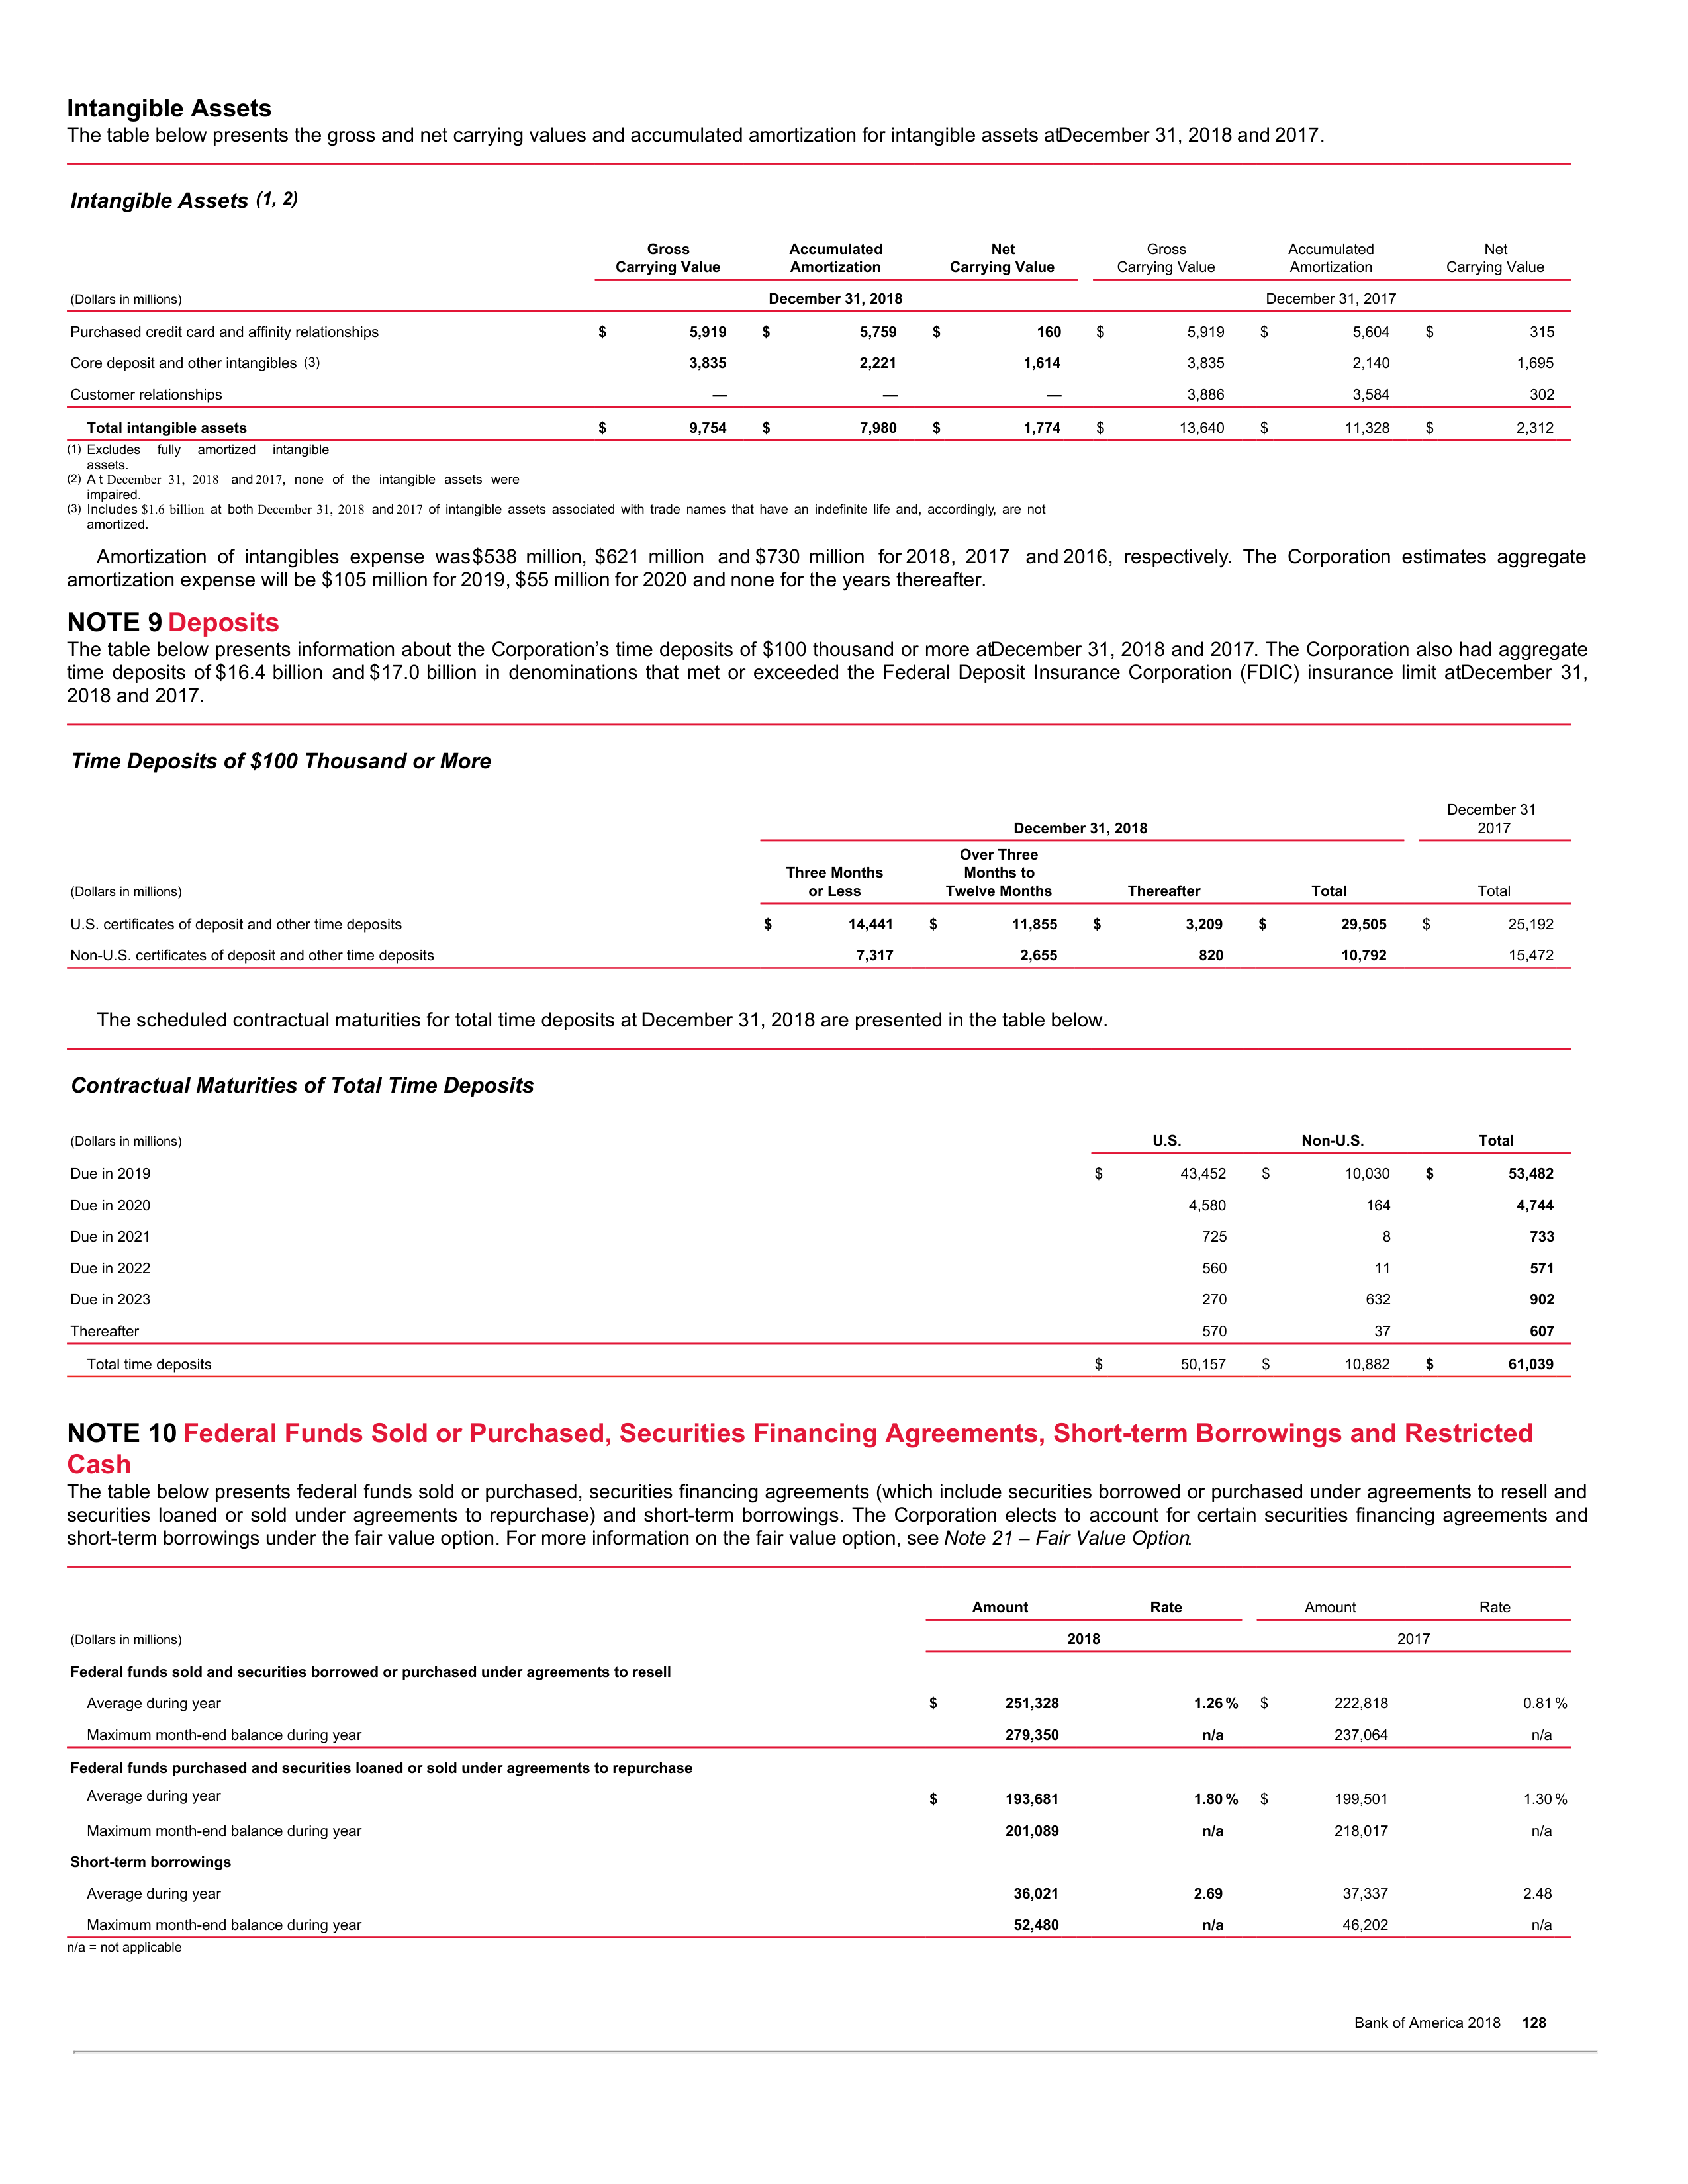 Intangible Assets
The table below presents the gross and net carrying values and accumulated amortization for intangible assets at December 31, 2018 and 2017.
Intangible Assets (1, 2)
Gross Carrying Value Accumulated Amortization Net Carrying Value Gross Carrying Value Accumulated Amortization Net Carrying Value
(Dollars in millions) December 31, 2018 December 31, 2017
Purchased credit card and affinity relationships $ 5,919 $ 5,759 $ 160 $ 5,919 $ 5,604 $ 315
Core deposit and other intangibles (3) 3,835 2,221 1,614 3,835 2,140 1,695
Customer relationships — — — 3,886 3,584 302
Total intangible assets $ 9,754 $ 7,980 $ 1,774 $ 13,640 $ 11,328 $ 2,312
(1) Excludes fully amortized intangible
assets.
(2) A t December 31, 2018 and 2017, none of the intangible assets were
impaired.
(3) Includes $1.6 billion at both December 31, 2018 and 2017 of intangible assets associated with trade names that have an indefinite life and, accordingly, are not
amortized.
Amortization of intangibles expense was $538 million, $621 million and $730 million for 2018, 2017 and 2016, respectively. The Corporation estimates aggregate
amortization expense will be $105 million for 2019, $55 million for 2020 and none for the years thereafter.
NOTE 9 Deposits
The table below presents information about the Corporation’s time deposits of $100 thousand or more at December 31, 2018 and 2017. The Corporation also had aggregate
time deposits of $16.4 billion and $17.0 billion in denominations that met or exceeded the Federal Deposit Insurance Corporation (FDIC) insurance limit at December 31,
2018 and 2017.
Time Deposits of $100 Thousand or More
December 31, 2018 December 31 2017
(Dollars in millions) Three Months or Less Over Three Months to Twelve Months Thereafter Total Total
U.S. certificates of deposit and other time deposits $ 14,441 $ 11,855 $ 3,209 $ 29,505 $ 25,192
Non-U.S. certificates of deposit and other time deposits 7,317 2,655 820 10,792 15,472
The scheduled contractual maturities for total time deposits at December 31, 2018 are presented in the table below.
Contractual Maturities of Total Time Deposits
(Dollars in millions) U.S. Non-U.S. Total
Due in 2019 $ 43,452 $ 10,030 $ 53,482
Due in 2020 4,580 164 4,744
Due in 2021 725 8 733
Due in 2022 560 11 571
Due in 2023 270 632 902
Thereafter 570 37 607
Total time deposits $ 50,157 $ 10,882 $ 61,039
NOTE 10 Federal Funds Sold or Purchased, Securities Financing Agreements, Short-term Borrowings and Restricted
Cash
The table below presents federal funds sold or purchased, securities financing agreements (which include securities borrowed or purchased under agreements to resell and
securities loaned or sold under agreements to repurchase) and short-term borrowings. The Corporation elects to account for certain securities financing agreements and
short-term borrowings under the fair value option. For more information on the fair value option, see Note 21 – Fair Value Option.
Amount Rate Amount Rate
(Dollars in millions) 2018 2017
Federal funds sold and securities borrowed or purchased under agreements to resell
Average during year $ 251,328 1.26 % $ 222,818 0.81 %
Maximum month-end balance during year 279,350 n/a 237,064 n/a
Federal funds purchased and securities loaned or sold under agreements to repurchase
Average during year $ 193,681 1.80 % $ 199,501 1.30 %
Maximum month-end balance during year 201,089 n/a 218,017 n/a
Short-term borrowings
Average during year 36,021 2.69 37,337 2.48
Maximum month-end balance during year 52,480 n/a 46,202 n/a
n/a = not applicable
Bank of America 2018 128